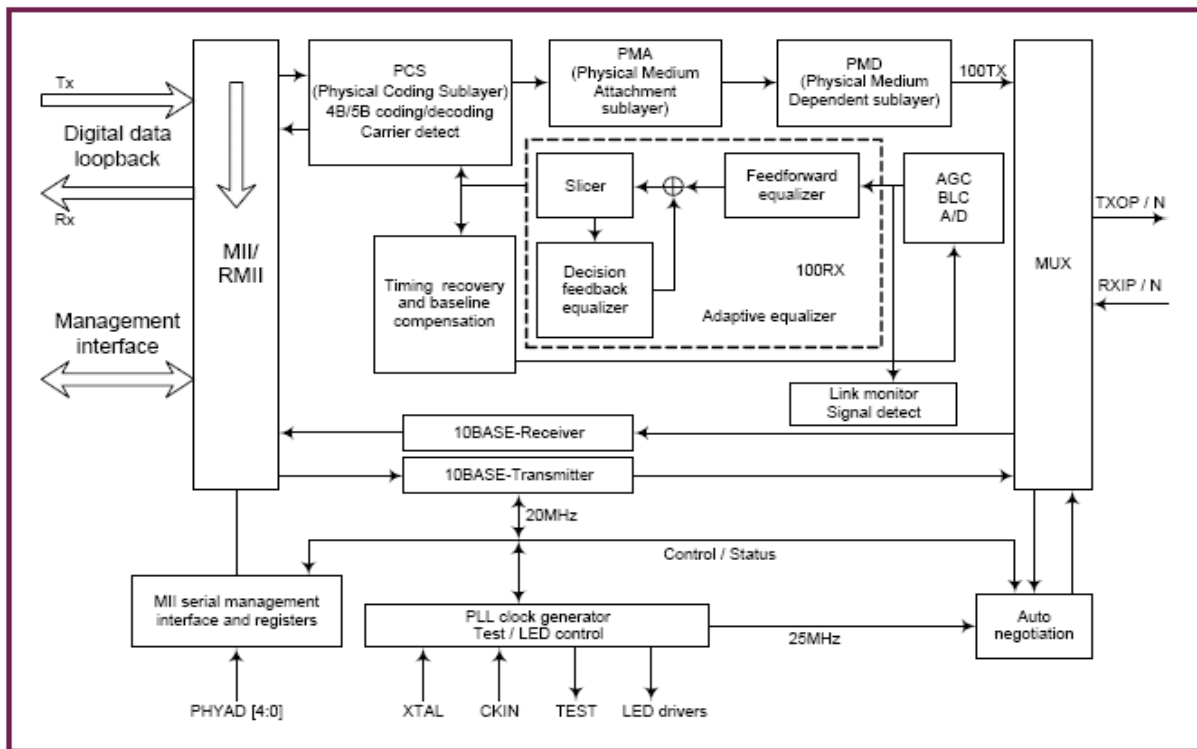 Tx
Digital data
loopback
Rx
Management
interface
MII/
RMII
PCS
(Physical Coding Sublayer)
4B/5B coding/decoding
Carrier detect
PMA
(Physical Medium
Attachment
sublayer)
PMD
(Physical Medium
Dependent sublayer)
100TX
Slicer
Feedforward
equalizer
AGC
BLC
A/D
MUX
TXOP / N
RXIP / N
Timing recovery
and baseline
compensation
Decision
feedback
equalizer
100RX
Adaptive equalizer
Link monitor
Signal detect
10BASE-Receiver
10BASE-Transmitter
20MHz
Control / Status
MII serial management
interface and registers
PLL clock generator
Test / LED control
25MHz
Auto
negotiation
PHYAD [4:0]
XTAL
CKIN
TEST
LED drivers